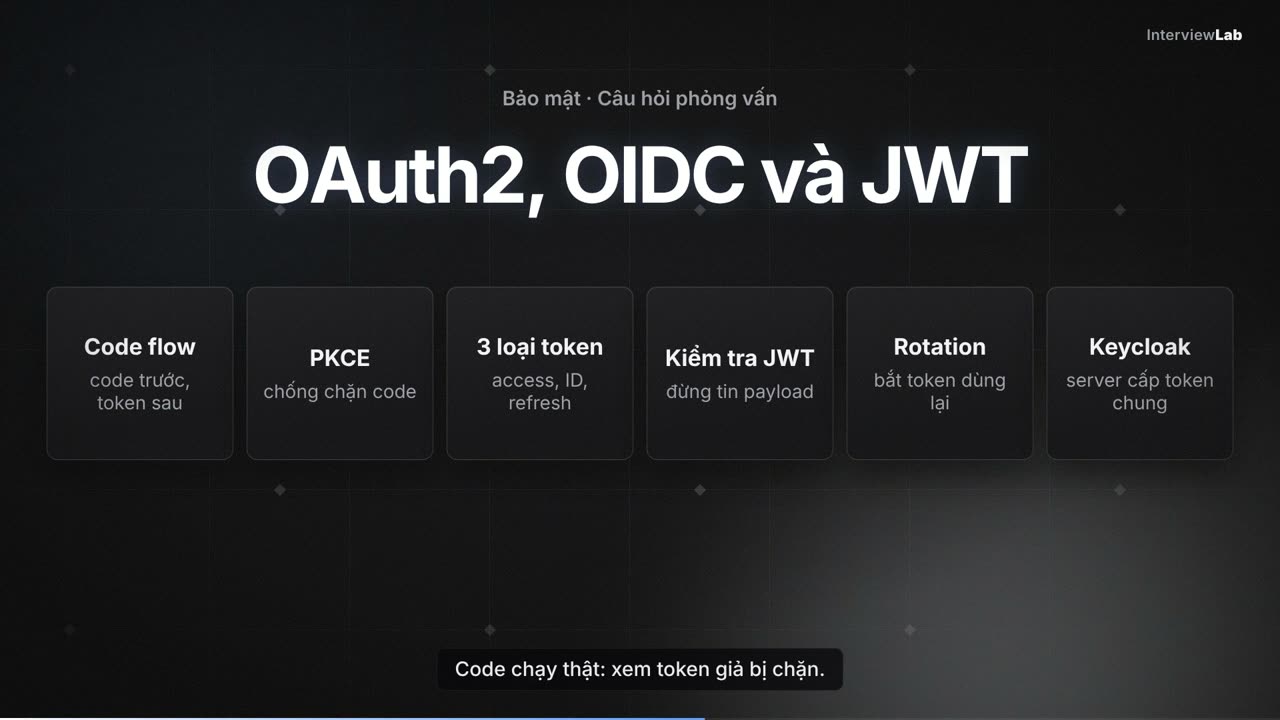 InterviewLab
Bảo mật · Câu hỏi phỏng vấn
OAuth2, OIDC và JWT
Code flow
code trước,
token sau
PKCE
chống chặn code
3 loại token
access, ID,
refresh
Kiểm tra JWT
đừng tin payload
Rotation
bắt token dùng
lại
Keycloak
server cấp token
chung
Code chạy thật: xem token giả bị chặn.